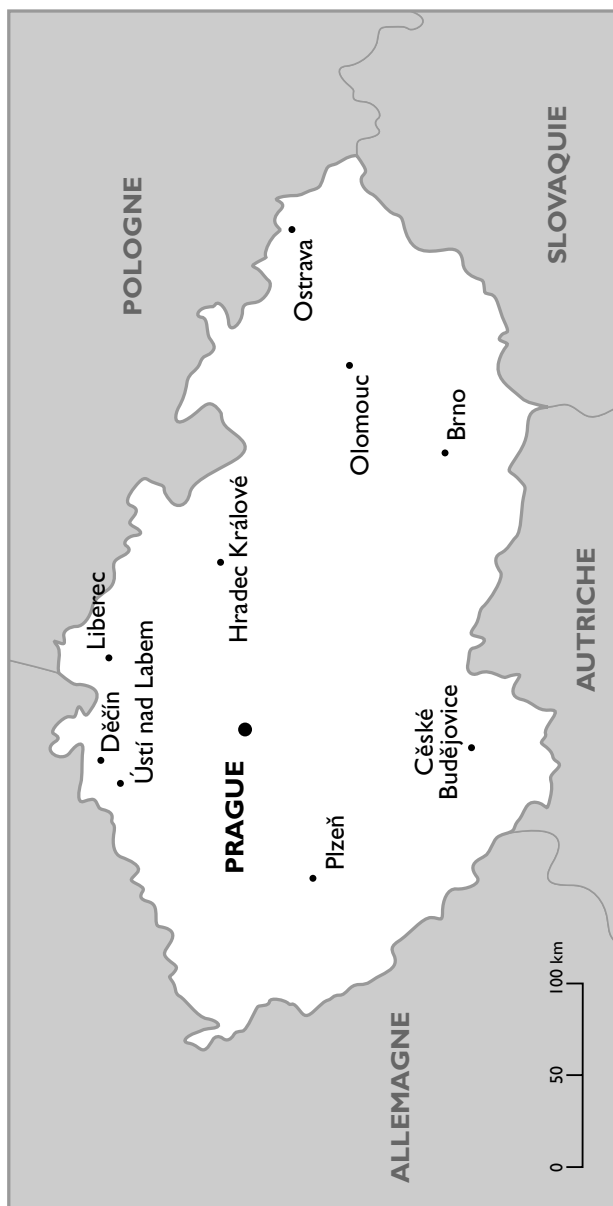 POLOGNE
Liberec
Děčín
Ústí nad Labem
Hradec Králové
PRAGUE
Ostrava
Plzeň
Olomouc
ALLEMAGNE
Brno
Cěské
Budějovice
SLOVAQUIE
AUTRICHE
0 50 100 km